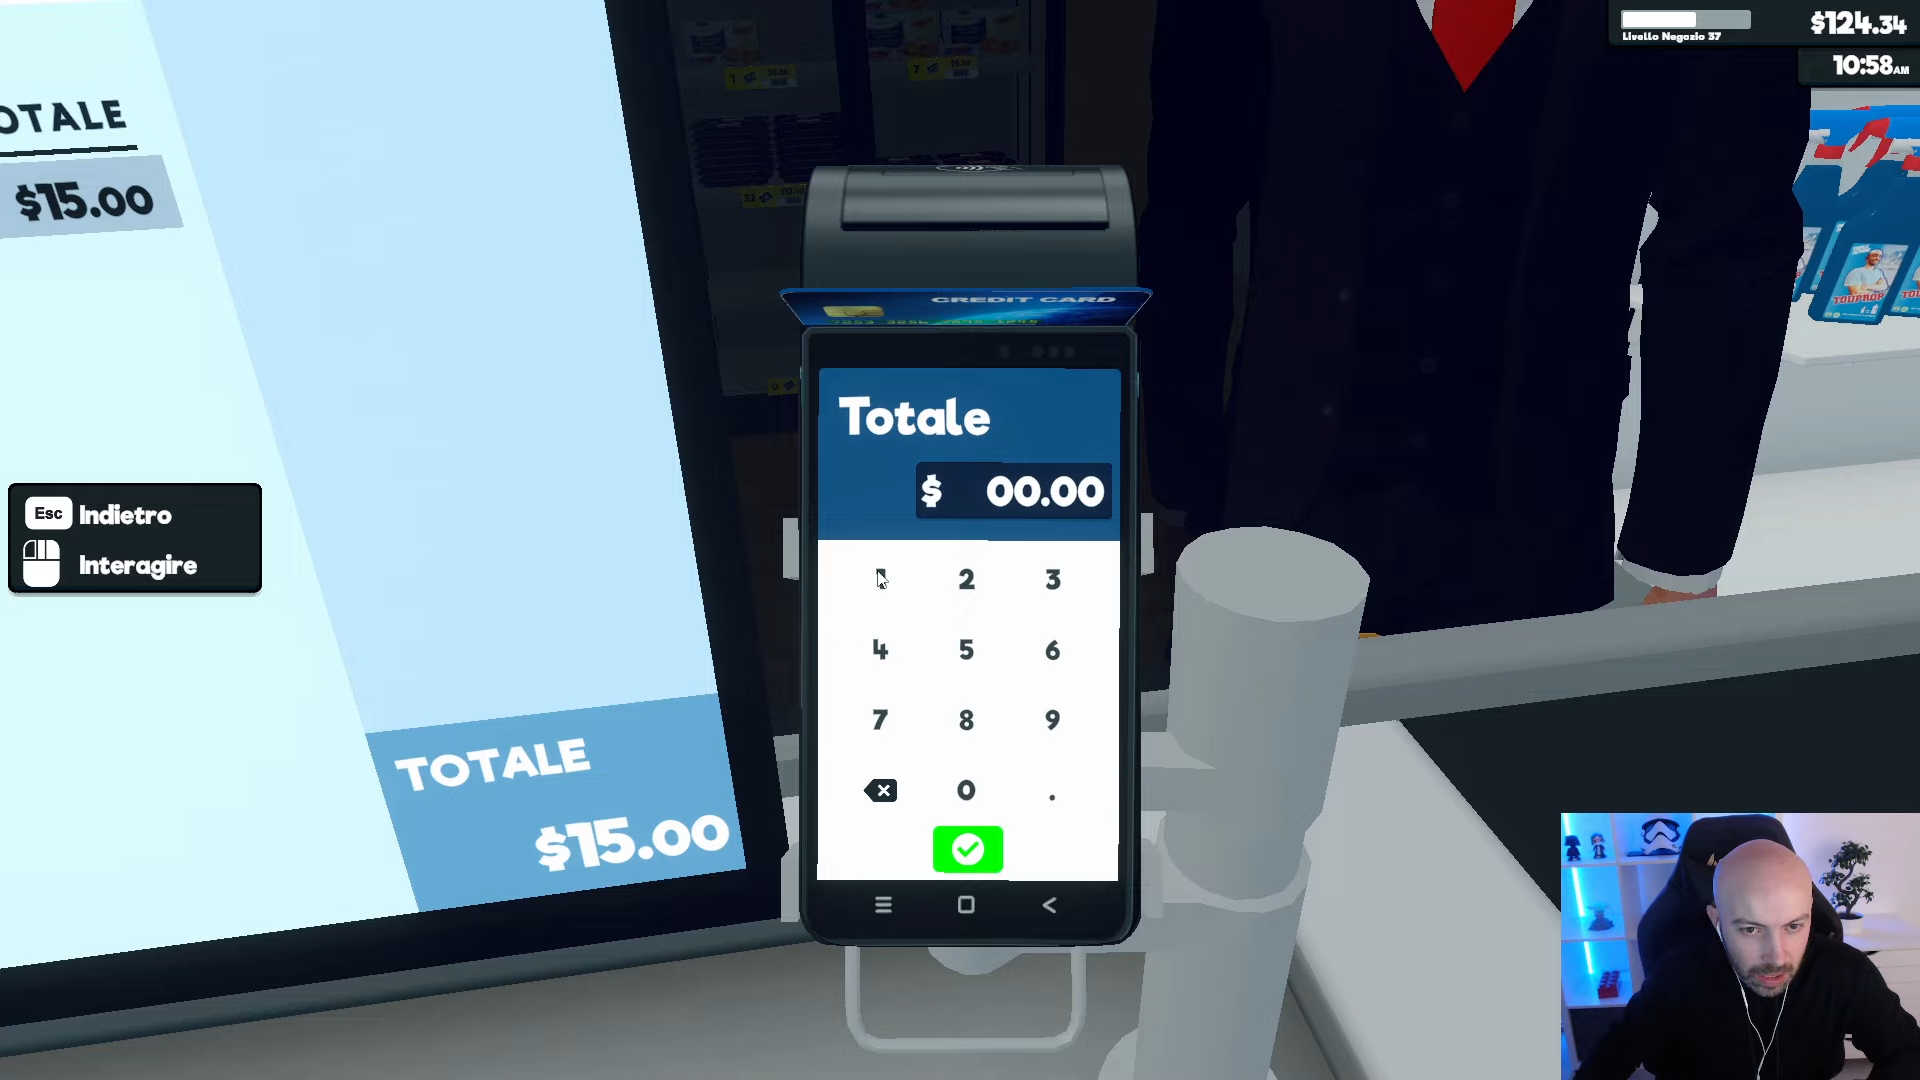 OTALE
$15.00
TOTALE
$15.00
Esc Indietro
Interagire
CREDIT CARD
Totale
$ 00.00
2 3
4 5 6
7 8 9
0 .
Livello Negozio 37
$124.34
10:58AM
TOUPROP